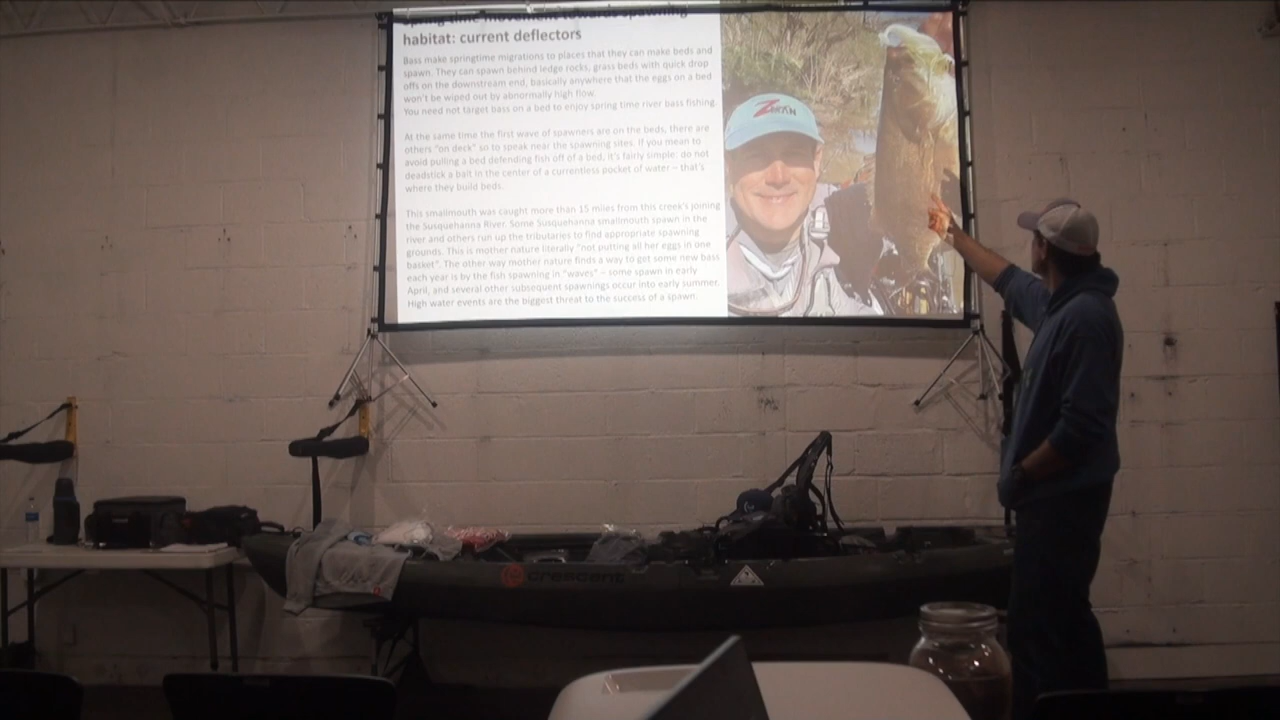 Springtime movement towards spawning
habitat: current deflectors
Bass make springtime migrations to places that they can make beds and
spawn. They can spawn behind ledge rocks, grass beds with quick drop
offs on the downstream end, basically anywhere that the eggs on a bed
won't be wiped out by abnormally high flow.
You need not target bass on a bed to enjoy spring time river bass fishing.
At the same time the first wave of spawners are on the beds, there are
others "on deck" so to speak near the spawning sites. If you mean to
avoid pulling a bed defending fish off of a bed, it's fairly simple: do not
deadstick a bait in the center of a currentless pocket of water – that's
where they build beds.
This smallmouth was caught more than 15 miles from this creek's joining
the Susquehanna River. Some Susquehanna smallmouth spawn in the
river and others run up the tributaries to find appropriate spawning
grounds. This is mother nature literally "not putting all her eggs in one
basket". The other way mother nature finds a way to get some new bass
each year is by the fish spawning in "waves" – some spawn in early
April, and several other subsequent spawnings occur into early summer.
High water events are the biggest threat to the success of a spawn.
ZMAN
crescent